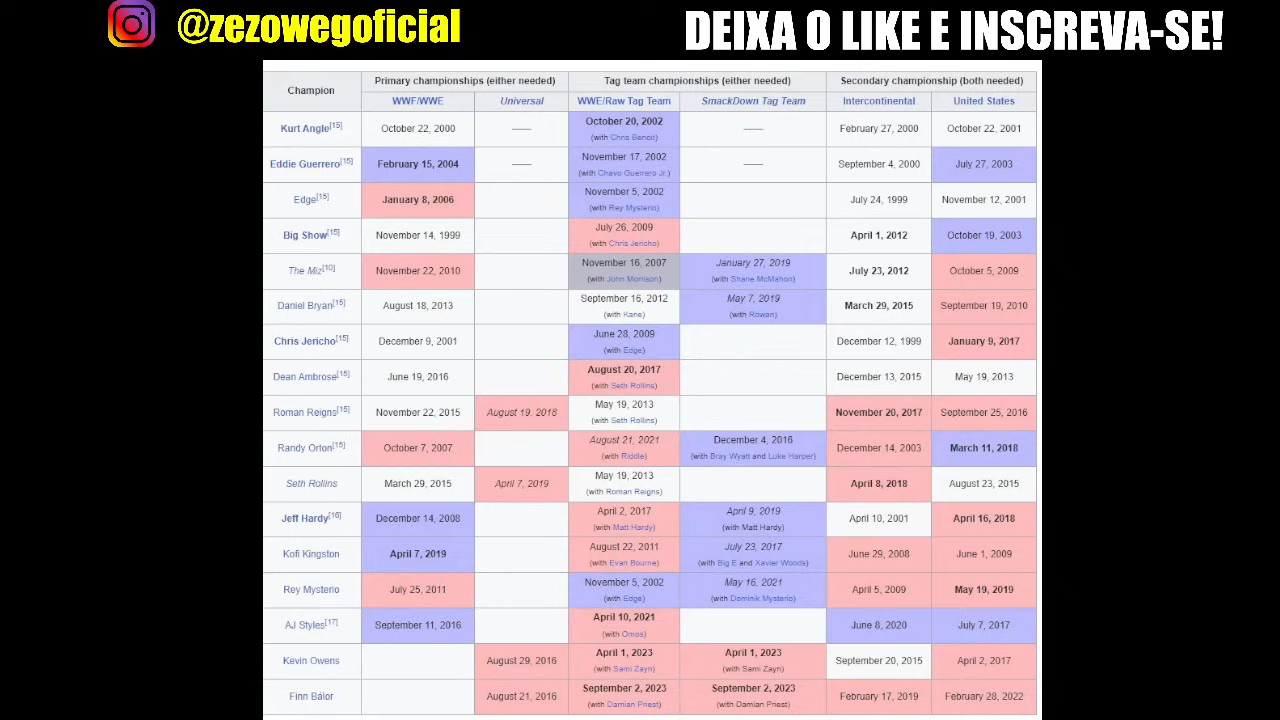 @zezowegoficial
DEIXA O LIKE E INSCREVA-SE!
Champion Primary championships (either needed) Tag team championships (either needed) Secondary championship (both needed)
WWF/WWE Universal WWE/Raw Tag Team SmackDown Tag Team Intercontinental United States
Kurt Angle[15] October 22, 2000 — October 20, 2002 — February 27, 2000 October 22, 2001
(with Chris Benoit)
Eddie Guerrero[15] February 15, 2004 — November 17, 2002 — September 4, 2000 July 27, 2003
(with Chavo Guerrero Jr.)
Edge[15] January 8, 2006 November 5, 2002 July 24, 1999 November 12, 2001
(with Rey Mysterio)
Big Show[15] November 14, 1999 July 26, 2009 April 1, 2012 October 19, 2003
(with Chris Jericho)
The Miz[10] November 22, 2010 November 16, 2007 January 27, 2019 July 23, 2012 October 5, 2009
(with John Morrison) (with Shane McMahon)
Daniel Bryan[15] August 18, 2013 September 16, 2012 May 7, 2019 March 29, 2015 September 19, 2010
(with Kane) (with Rowan)
Chris Jericho[15] December 9, 2001 June 28, 2009 December 12, 1999 January 9, 2017
(with Edge)
Dean Ambrose[15] June 19, 2016 August 20, 2017 December 13, 2015 May 19, 2013
(with Seth Rollins)
Roman Reigns[15] November 22, 2015 August 19, 2018 May 19, 2013 November 20, 2017 September 25, 2016
(with Seth Rollins)
Randy Orton[15] October 7, 2007 August 21, 2021 December 4, 2016 December 14, 2003 March 11, 2018
(with Riddle) (with Bray Wyatt and Luke Harper)
Seth Rollins March 29, 2015 April 7, 2019 May 19, 2013 April 8, 2018 August 23, 2015
(with Roman Reigns)
Jeff Hardy[16] December 14, 2008 April 2, 2017 April 9, 2019 April 10, 2001 April 16, 2018
(with Matt Hardy) (with Matt Hardy)
Kofi Kingston April 7, 2019 August 22, 2011 July 23, 2017 June 29, 2008 June 1, 2009
(with Evan Bourne) (with Big E and Xavier Woods)
Rey Mysterio July 25, 2011 November 5, 2002 May 16, 2021 April 5, 2009 May 19, 2019
(with Edge) (with Dominik Mysterio)
AJ Styles[17] September 11, 2016 April 10, 2021 June 8, 2020 July 7, 2017
(with Omos)
Kevin Owens August 29, 2016 April 1, 2023 April 1, 2023 September 20, 2015 April 2, 2017
(with Sami Zayn) (with Sami Zayn)
Finn Bálor August 21, 2016 September 2, 2023 September 2, 2023 February 17, 2019 February 28, 2022
(with Damian Priest) (with Damian Priest)